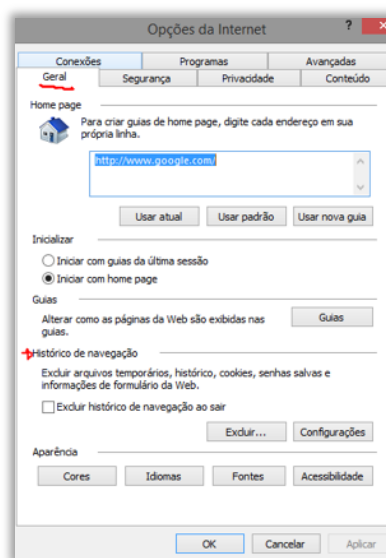 Opções da Internet
?
Conexões Programas Avançadas
Geral Segurança Privacidade Conteúdo
Home page
Para criar guias de home page, digite cada endereço em sua
própria linha.
http://www.google.com/
Usar atual Usar padrão Usar nova guia
Inicializar
Iniciar com guias da última sessão
Iniciar com home page
Guias
Alterar como as páginas da Web são exibidas nas
guias.
Guias
Histórico de navegação
Excluir arquivos temporários, histórico, cookies, senhas salvas e
informações de formulário da Web.
Excluir histórico de navegação ao sair
Excluir... Configurações
Aparência
Cores Idiomas Fontes Acessibilidade
OK Cancelar Aplicar